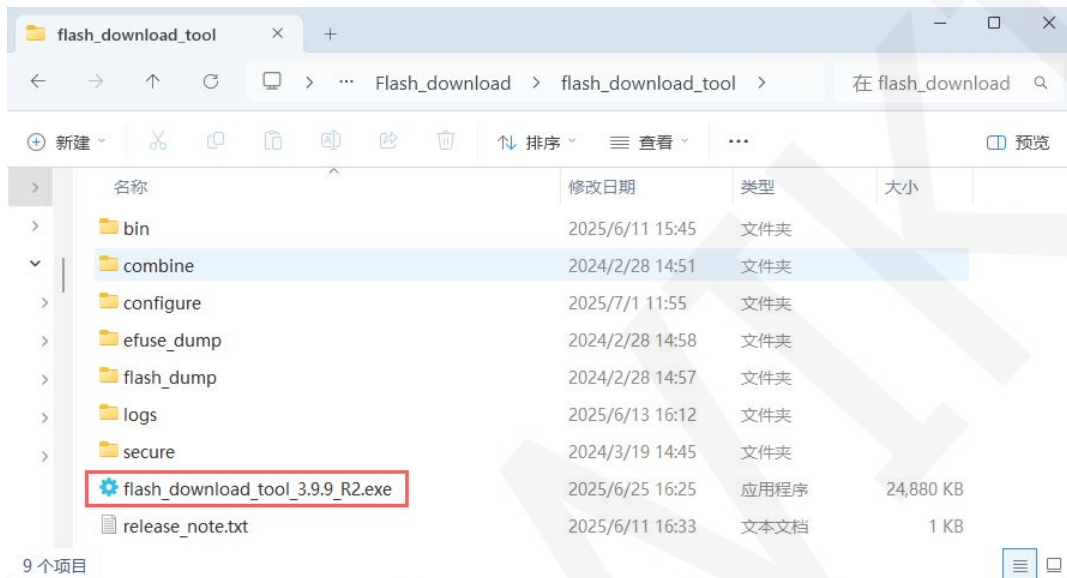 flash_download_tool
… Flash_download > flash_download_tool > 在 flash_download
新建 排序 查看 … 预览
名称 修改日期 类型 大小
bin 2025/6/11 15:45 文件夹
combine 2024/2/28 14:51 文件夹
configure 2025/7/1 11:55 文件夹
efuse_dump 2024/2/28 14:58 文件夹
flash_dump 2024/2/28 14:57 文件夹
logs 2025/6/13 16:12 文件夹
secure 2024/3/19 14:45 文件夹
flash_download_tool_3.9.9_R2.exe 2025/6/25 16:25 应用程序 24,880 KB
release_note.txt 2025/6/11 16:33 文本文档 1 KB
9 个项目